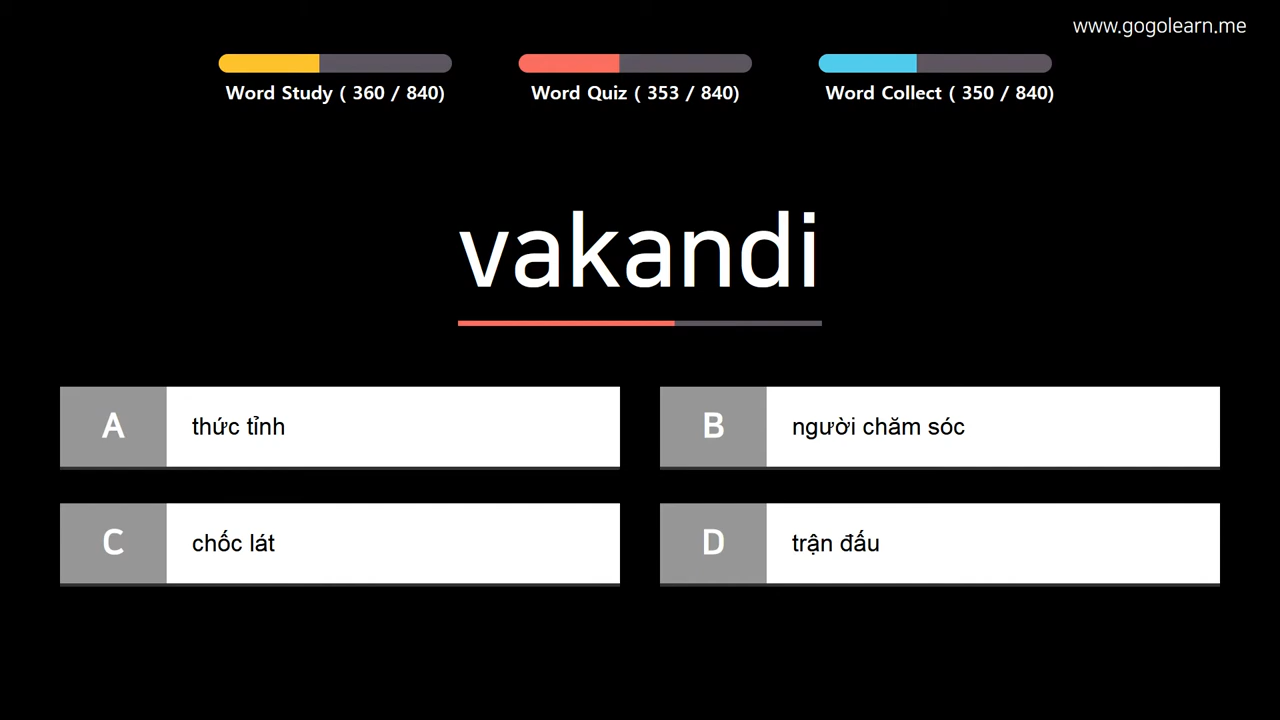 www.gogolearn.me
Word Study ( 360 / 840)
Word Quiz ( 353 / 840)
Word Collect ( 350 / 840)
vakandi
A thức tỉnh
B người chăm sóc
C chốc lát
D trận đấu